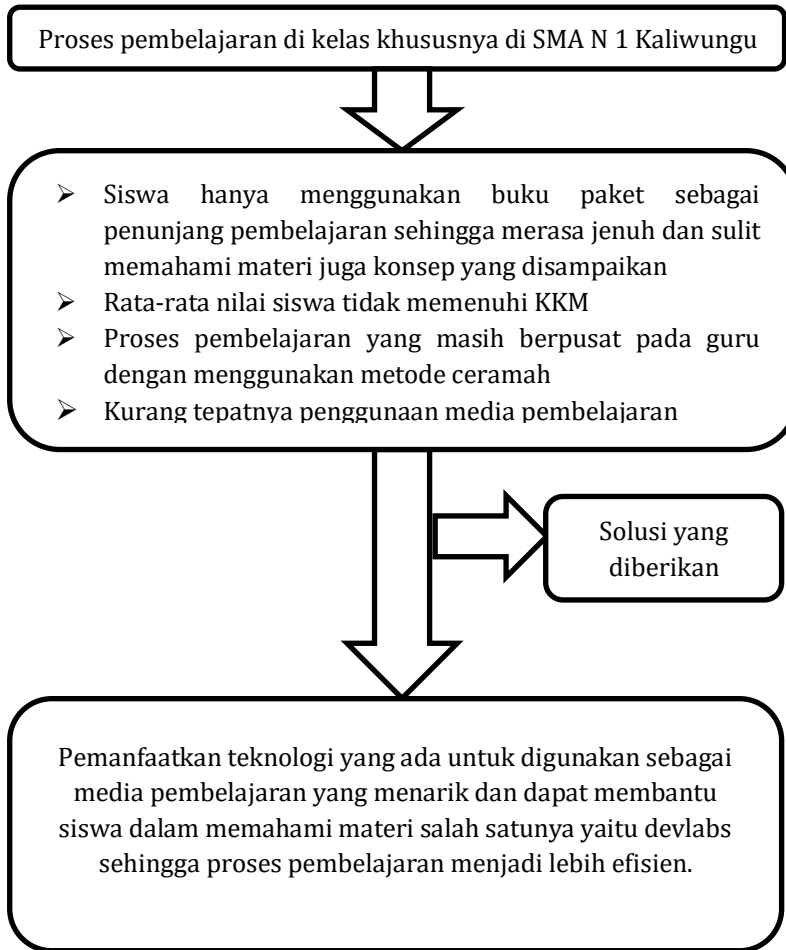 Proses pembelajaran di kelas khususnya di SMA N 1 Kaliwungu
➢ Siswa hanya menggunakan buku paket sebagai
penunjang pembelajaran sehingga merasa jenuh dan sulit
memahami materi juga konsep yang disampaikan
➢ Rata-rata nilai siswa tidak memenuhi KKM
➢ Proses pembelajaran yang masih berpusat pada guru
dengan menggunakan metode ceramah
➢ Kurang tepatnya penggunaan media pembelajaran
Solusi yang
diberikan
Pemanfaatkan teknologi yang ada untuk digunakan sebagai
media pembelajaran yang menarik dan dapat membantu
siswa dalam memahami materi salah satunya yaitu devlabs
sehingga proses pembelajaran menjadi lebih efisien.